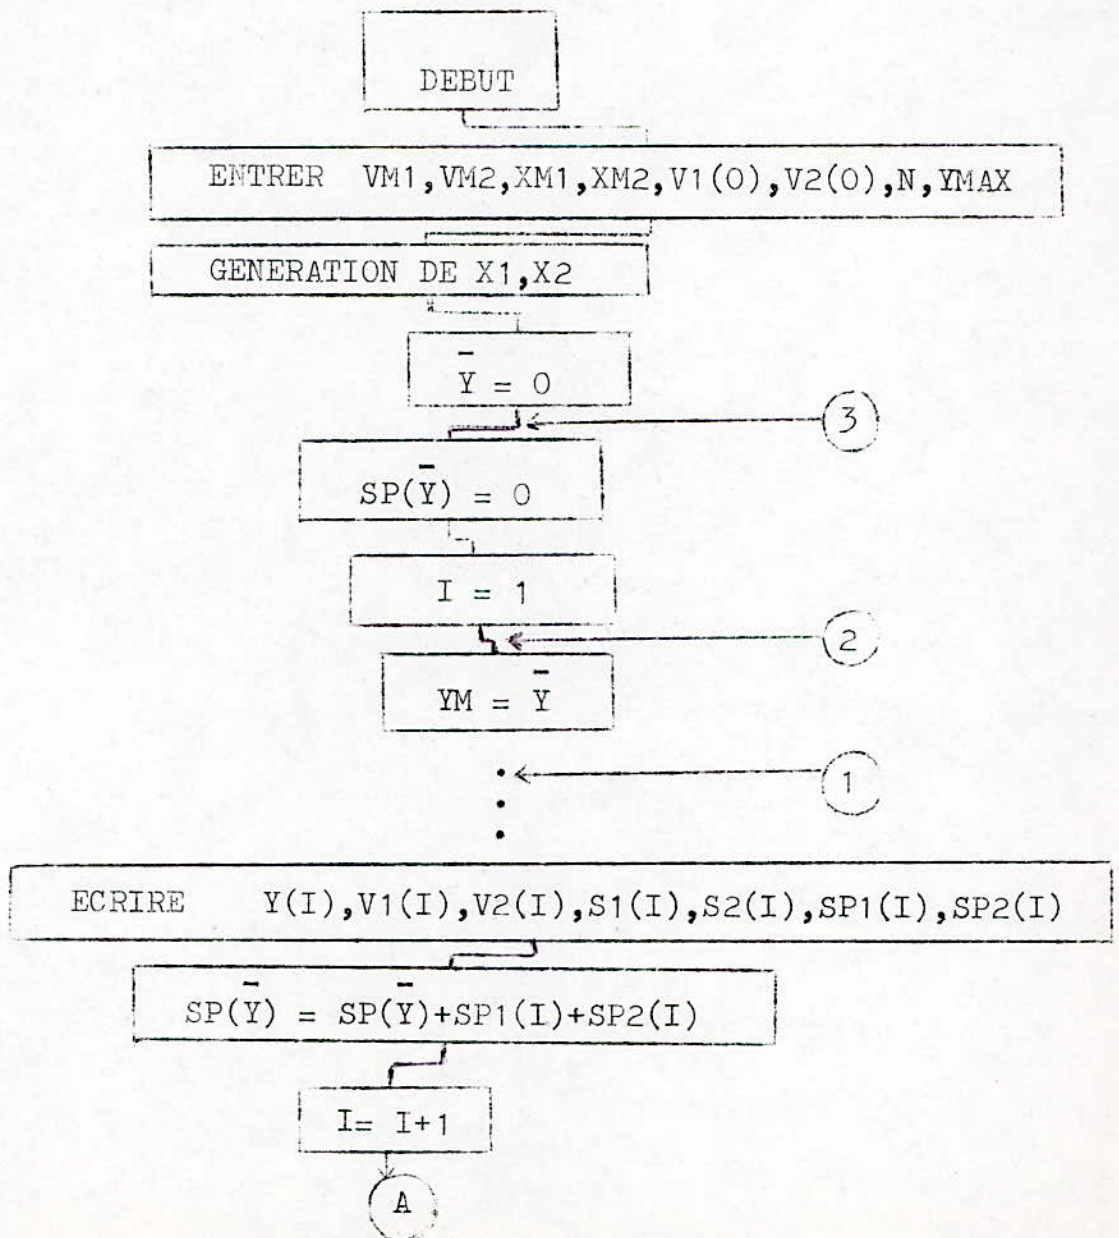 DEBUT
ENTRER VM1,VM2,XM1,XM2,V1(0),V2(0),N,YMAX
GENERATION DE X1,X2
Ȳ = 0
3
SP(Ȳ) = 0
I = 1
2
YM = Ȳ
1
ECRIRE Y(I),V1(I),V2(I),S1(I),S2(I),SP1(I),SP2(I)
SP(Ȳ) = SP(Ȳ)+SP1(I)+SP2(I)
I= I+1
A